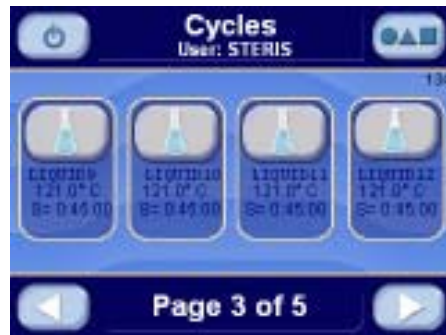 Cycles
User: STERIS
LIQUID9 LIQUID10 LIQUID11 LIQUID12
121.0° C 121.0° C 121.0° C 121.0° C
S= 0:45:00 S= 0:45:00 S= 0:45:00 S= 0:45:00
Page 3 of 5